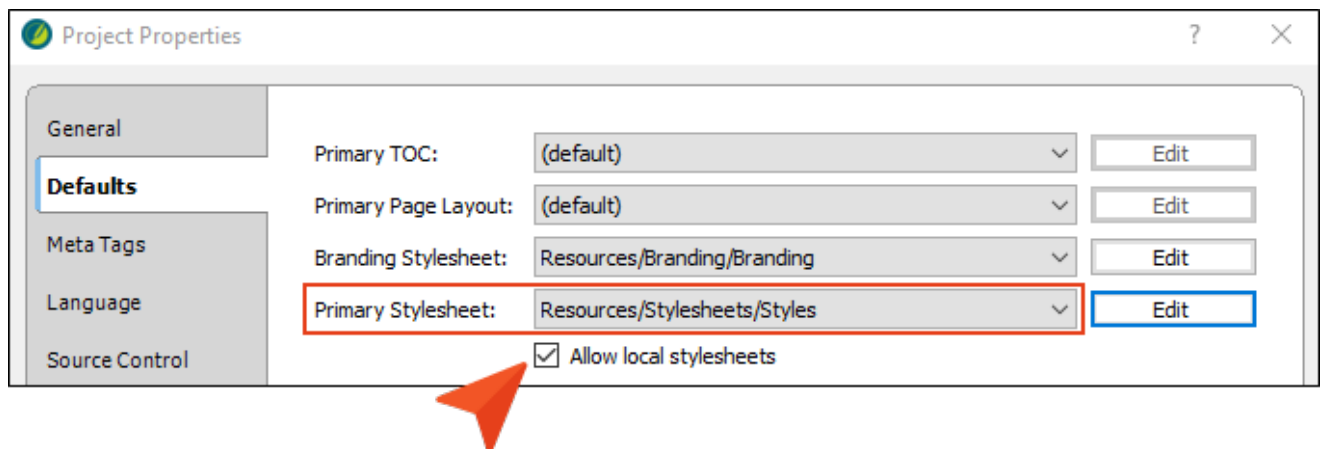 Project Properties ?
General
Defaults
Meta Tags
Language
Source Control
Primary TOC: (default) Edit
Primary Page Layout: (default) Edit
Branding Stylesheet: Resources/Branding/Branding Edit
Primary Stylesheet: Resources/Stylesheets/Styles Edit
Allow local stylesheets